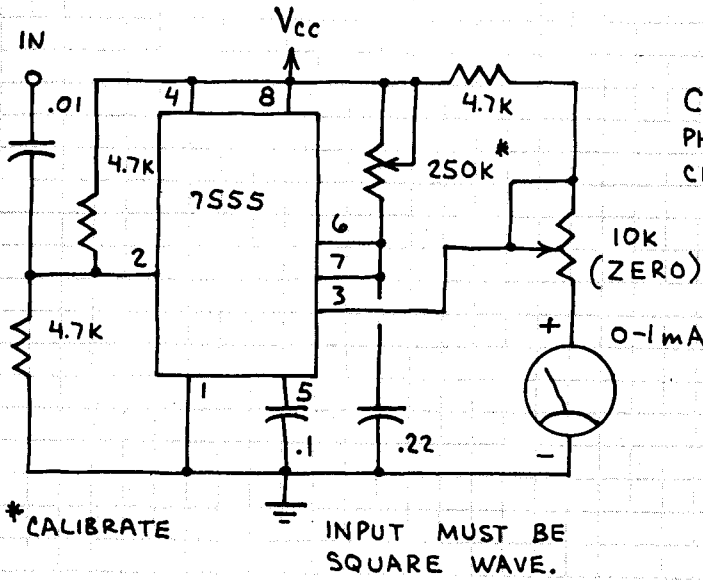 IN
Vcc
.01
4
8
4.7K
C
PH
C
4.7K
250K*
7555
6
2
7
10K
(ZERO)
3
4.7K
+
0-1mA
1
5
.1
.22
-
*CALIBRATE
INPUT MUST BE
SQUARE WAVE.